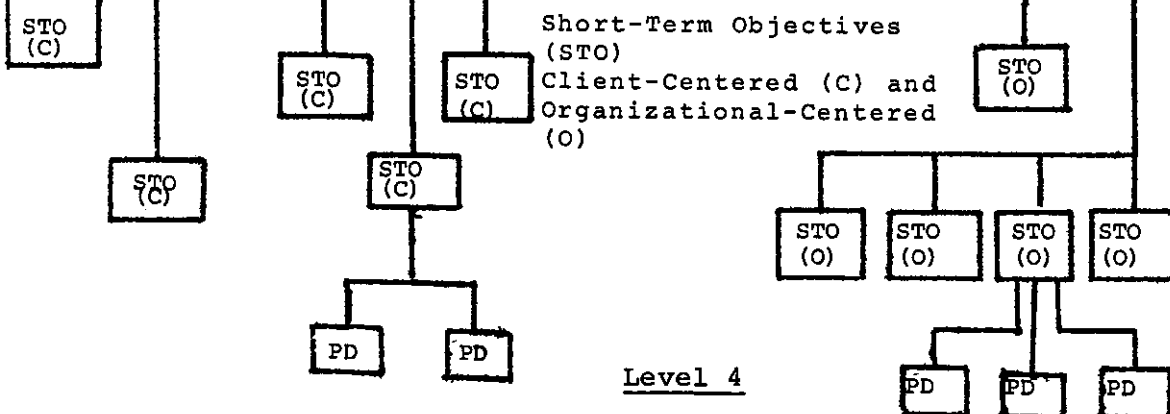 STO
(C)
STO
(C)
STO
(C)
STO
(C)
STO
(C)
Short-Term Objectives
(STO)
Client-Centered (C) and
Organizational-Centered
(O)
STO
(O)
STO
(O)
STO
(O)
STO
(O)
STO
(O)
PD
PD
Level 4
PD
PD
PD